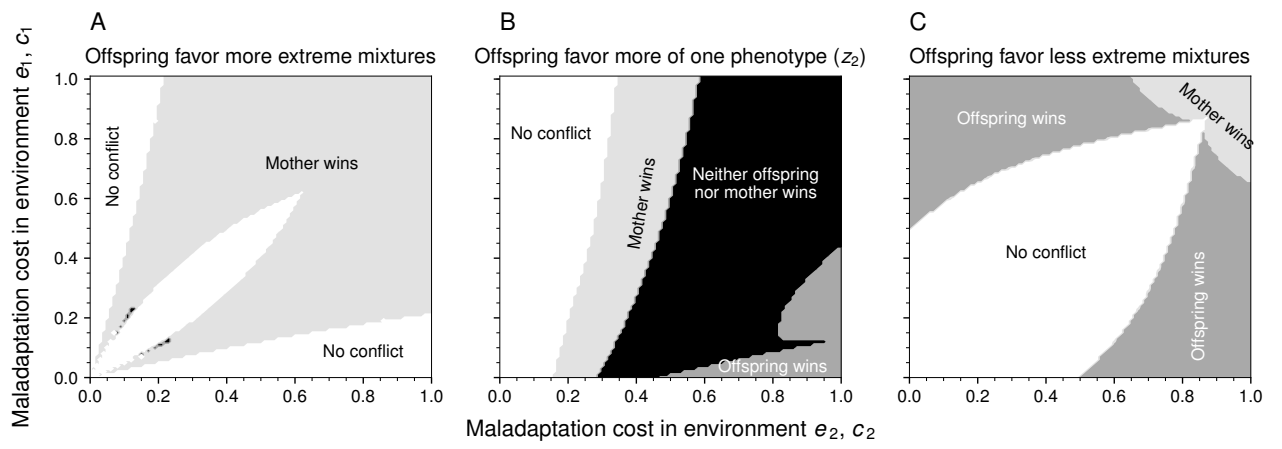 A
Offspring favor more extreme mixtures
B
Offspring favor more of one phenotype (z₂)
C
Offspring favor less extreme mixtures
Maladaptation cost in environment e₁, c₁
1.0
0.8
0.6
0.4
0.2
0.0
No conflict
Mother wins
No conflict
0.0 0.2 0.4 0.6 0.8 1.0
No conflict
Mother wins
Neither offspring
nor mother wins
Offspring wins
0.0 0.2 0.4 0.6 0.8 1.0
Offspring wins
Mother wins
No conflict
Offspring wins
0.0 0.2 0.4 0.6 0.8 1.0
Maladaptation cost in environment e₂, c₂